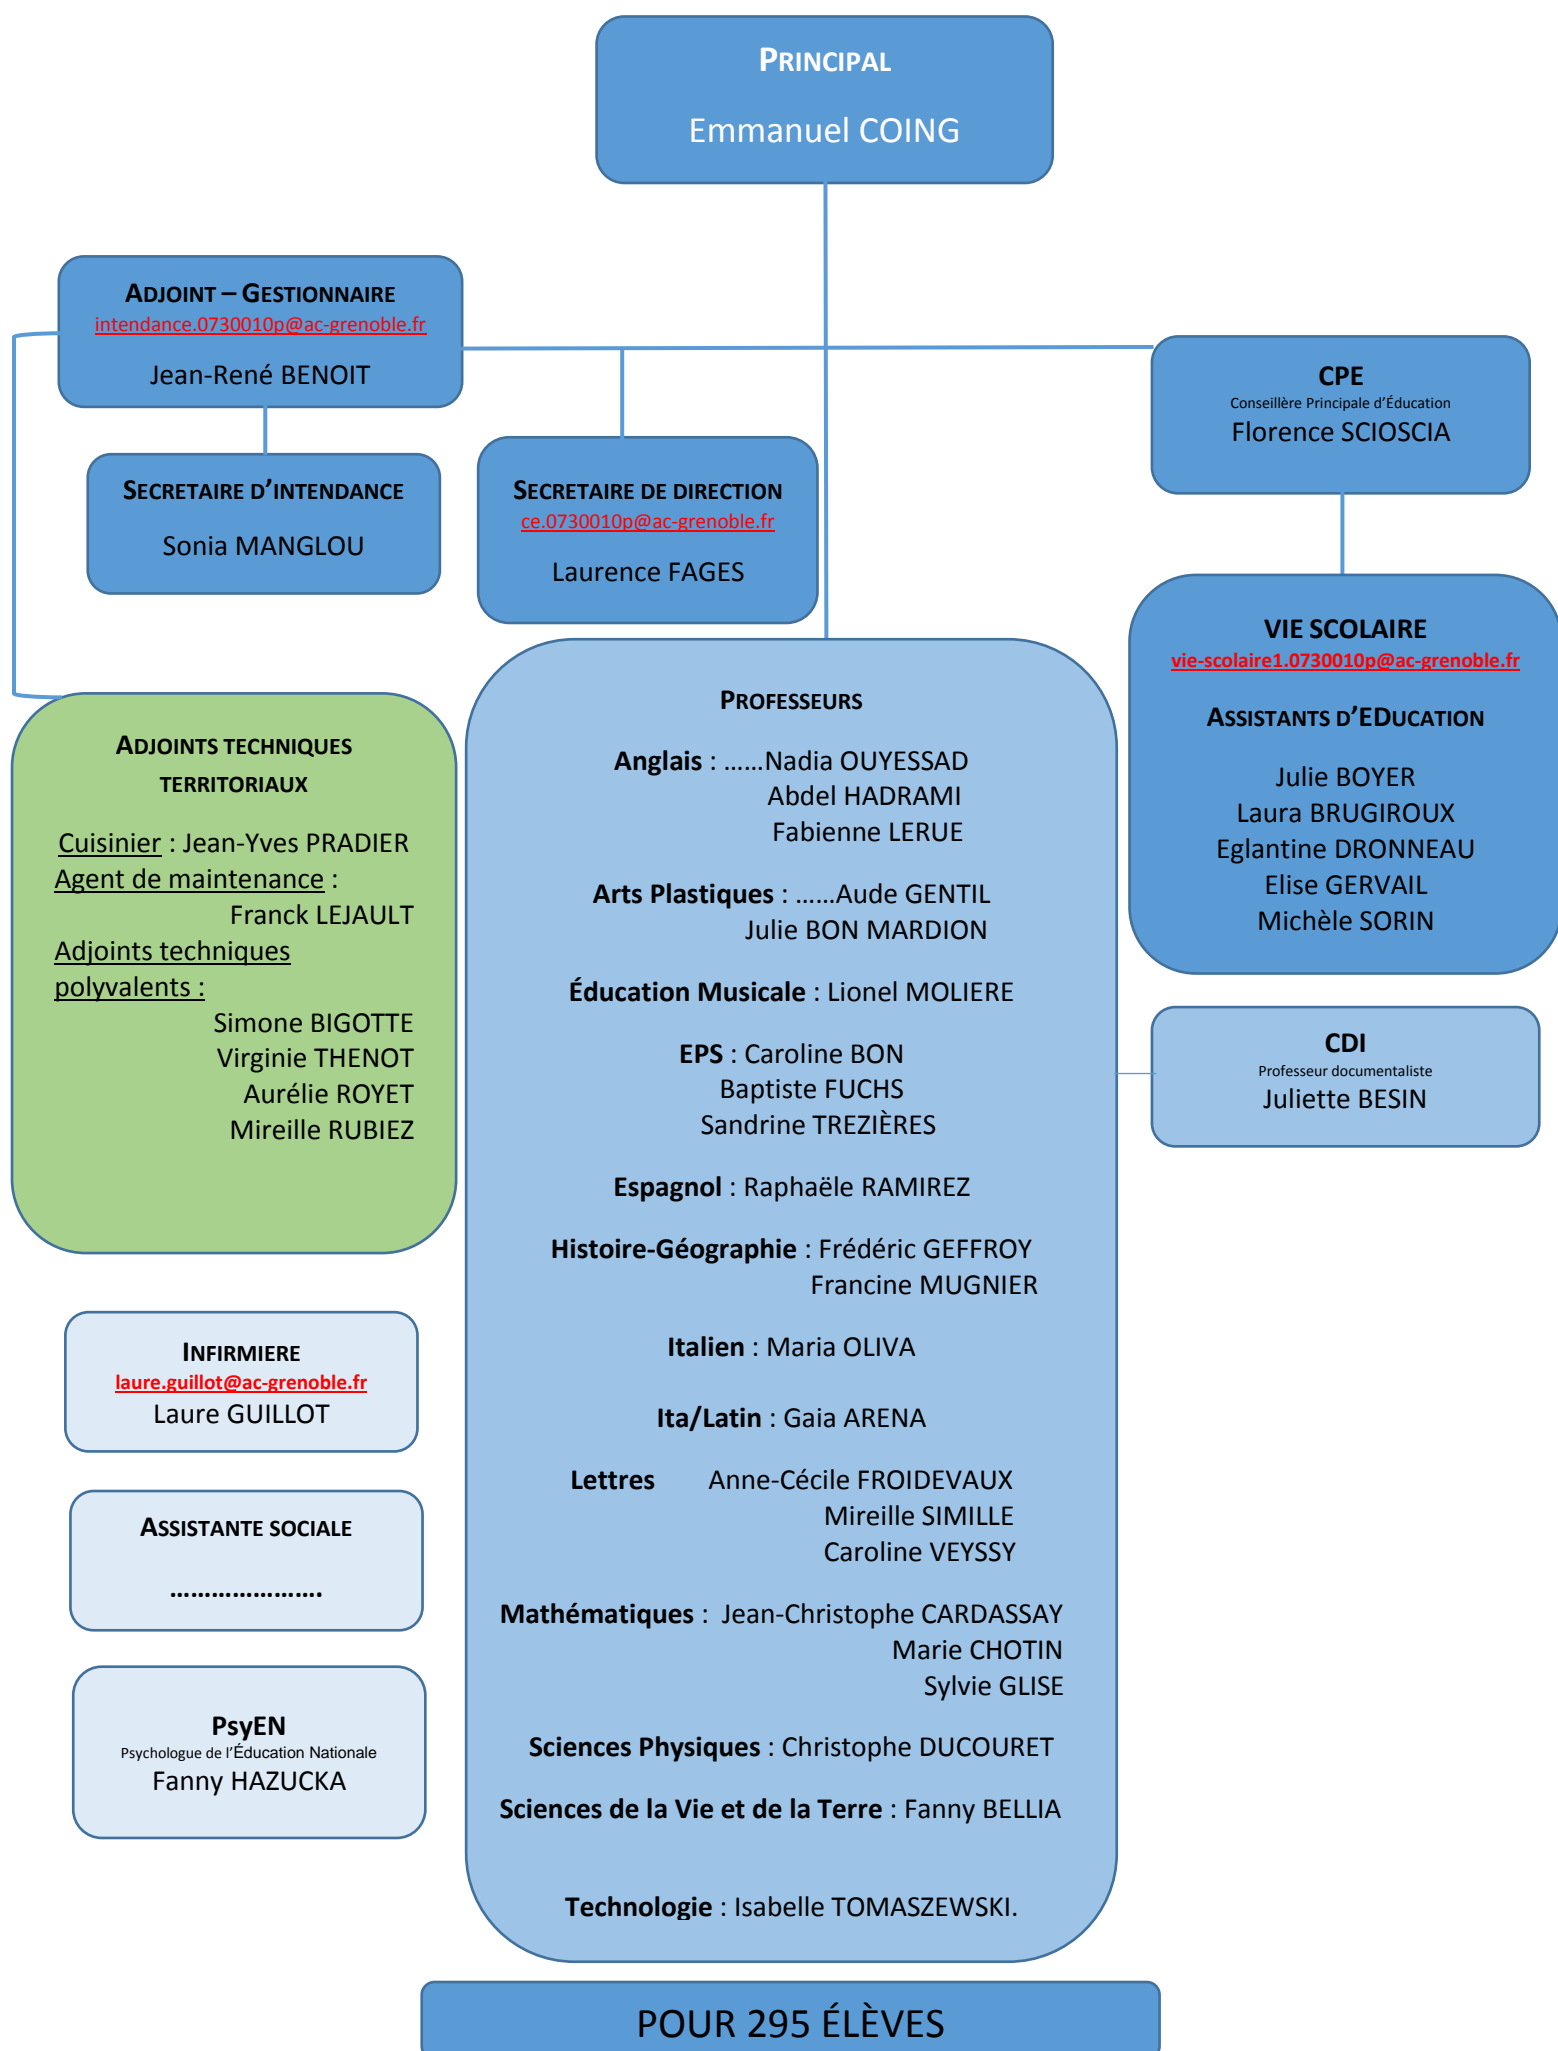 PRINCIPAL
Emmanuel COING
ADJOINT – GESTIONNAIRE
intendance.0730010p@ac-grenoble.fr
Jean-René BENOIT
CPE
Conseillère Principale d'Éducation
Florence SCIOSCIA
SECRETAIRE D'INTENDANCE
Sonia MANGLOU
SECRETAIRE DE DIRECTION
ce.0730010p@ac-grenoble.fr
Laurence FAGES
VIE SCOLAIRE
vie-scolaire1.0730010p@ac-grenoble.fr
ASSISTANTS D'EDUCATION
Julie BOYER
Laura BRUGIROUX
Eglantine DRONNEAU
Elise GERVAIL
Michèle SORIN
ADJOINTS TECHNIQUES
TERRITORIAUX
Cuisinier : Jean-Yves PRADIER
Agent de maintenance :
Franck LEJAULT
Adjoints techniques
polyvalents :
Simone BIGOTTE
Virginie THENOT
Aurélie ROYET
Mireille RUBIEZ
PROFESSEURS
Anglais : ……Nadia OUYESSAD
Abdel HADRAMI
Fabienne LERUE
Arts Plastiques : ……Aude GENTIL
Julie BON MARDION
Éducation Musicale : Lionel MOLIERE
EPS : Caroline BON
Baptiste FUCHS
Sandrine TREZIÈRES
Espagnol : Raphaële RAMIREZ
Histoire-Géographie : Frédéric GEFFROY
Francine MUGNIER
Italien : Maria OLIVA
Ita/Latin : Gaia ARENA
Lettres Anne-Cécile FROIDEVAUX
Mireille SIMILLE
Caroline VEYSSY
Mathématiques : Jean-Christophe CARDASSAY
Marie CHOTIN
Sylvie GLISE
Sciences Physiques : Christophe DUCOURET
Sciences de la Vie et de la Terre : Fanny BELLIA
Technologie : Isabelle TOMASZEWSKI.
CDI
Professeur documentaliste
Juliette BESIN
INFIRMIERE
laure.guillot@ac-grenoble.fr
Laure GUILLOT
ASSISTANTE SOCIALE
………………….
PsyEN
Psychologue de l'Éducation Nationale
Fanny HAZUCKA
POUR 295 ÉLÈVES